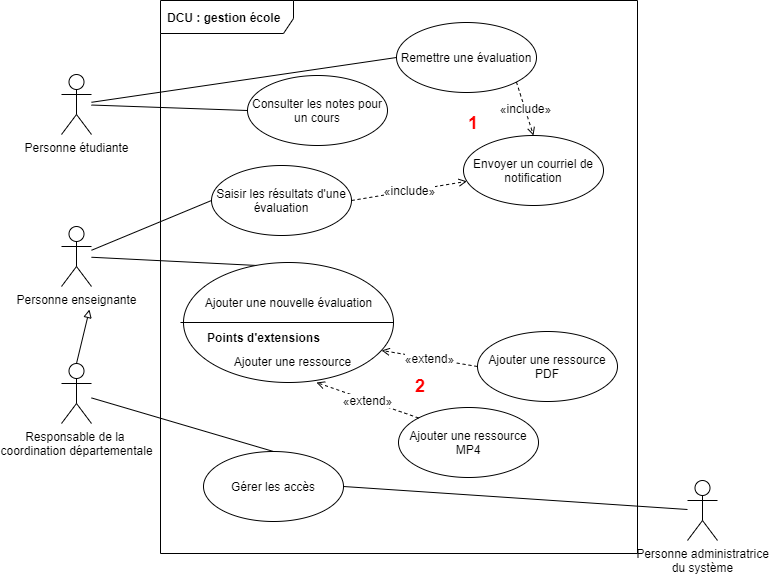 DCU : gestion école
Remettre une évaluation
«include»
1
Consulter les notes pour
un cours
Personne étudiante
Envoyer un courriel de
notification
Saisir les résultats d'une
évaluation
«include»
Personne enseignante
Ajouter une nouvelle évaluation
Points d'extensions
Ajouter une ressource
«extend»
Ajouter une ressource
PDF
2
«extend»
Ajouter une ressource
MP4
Responsable de la
coordination départementale
Gérer les accès
Personne administratrice
du système